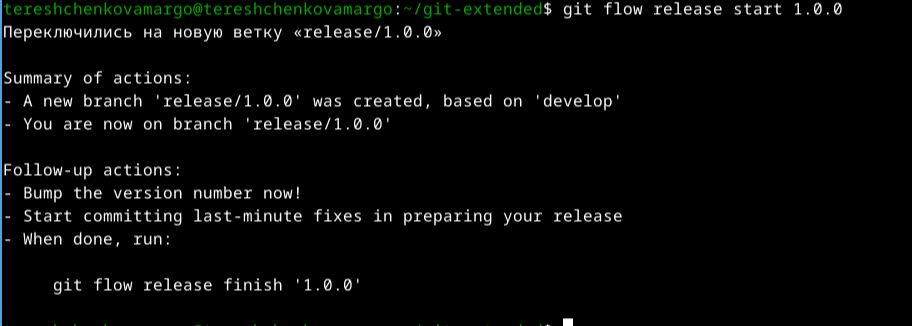 tereshchenkovamargo@tereshchenkovamargo:~/git-extended$ git flow release start 1.0.0
Переключились на новую ветку «release/1.0.0»
Summary of actions:
- A new branch 'release/1.0.0' was created, based on 'develop'
- You are now on branch 'release/1.0.0'
Follow-up actions:
- Bump the version number now!
- Start committing last-minute fixes in preparing your release
- When done, run:
git flow release finish '1.0.0'